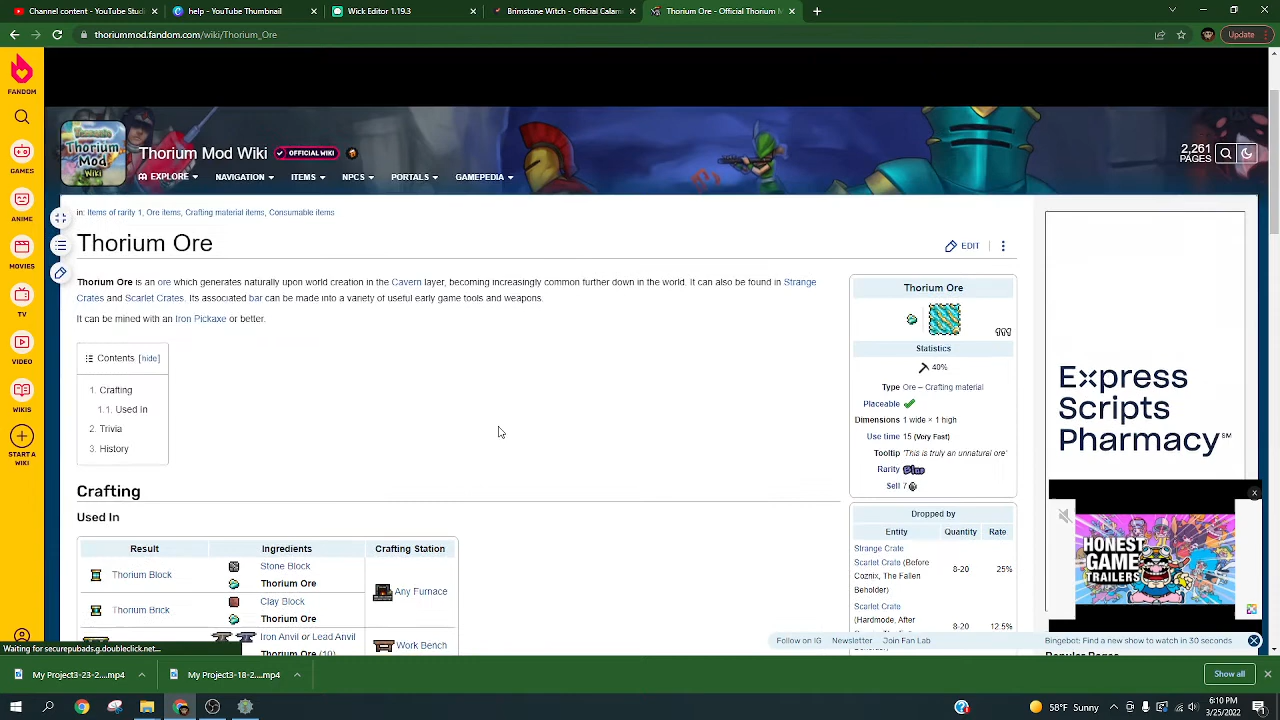 Channel content - YouTube Stud
help - YouTube Thumbnail
Wick Editor 1.19.3
Brimstone Witch - Official Calam
Thorium Ore - Official Thorium M
thoriummod.fandom.com/wiki/Thorium_Ore
Update
FANDOM
GAMES
ANIME
MOVIES
TV
VIDEO
WIKIS
START A
WIKI
Thorium
Mod
Wiki
Thorium Mod Wiki
OFFICIAL WIKI
2,261
PAGES
EXPLORE
NAVIGATION
ITEMS
NPCS
PORTALS
GAMEPEDIA
in: Items of rarity 1, Ore items, Crafting material items, Consumable items
Thorium Ore
EDIT
Thorium Ore is an ore which generates naturally upon world creation in the Cavern layer, becoming increasingly common further down in the world. It can also be found in Strange
Crates and Scarlet Crates. Its associated bar can be made into a variety of useful early game tools and weapons.
It can be mined with an Iron Pickaxe or better.
Contents [hide]
1. Crafting
1.1. Used In
2. Trivia
3. History
Crafting
Used In
Result Ingredients Crafting Station
Thorium Block
Stone Block
Thorium Ore
Any Furnace
Thorium Brick
Clay Block
Thorium Ore
Iron Anvil or Lead Anvil
Thorium Ore (10)
Work Bench
Thorium Ore
Statistics
40%
Type Ore – Crafting material
Placeable
Dimensions 1 wide × 1 high
Use time 15 (Very Fast)
Tooltip 'This is truly an unnatural ore'
Rarity Blue
Sell 7
Dropped by
Entity Quantity Rate
Strange Crate
Scarlet Crate (Before
Coznix, The Fallen
Beholder)
8-20 25%
Scarlet Crate
(Hardmode, After
8-20 12.5%
Express
Scripts
Pharmacy℠
HONEST
GAME
TRAILERS
Follow on IG
Newsletter
Join Fan Lab
Bingebot: Find a new show to watch in 30 seconds
Popular Pages
Waiting for securepubads.g.doubleclick.net...
My Project3-23-2....mp4
My Project3-18-2....mp4
Show all
58°F Sunny
6:10 PM
3/25/2022